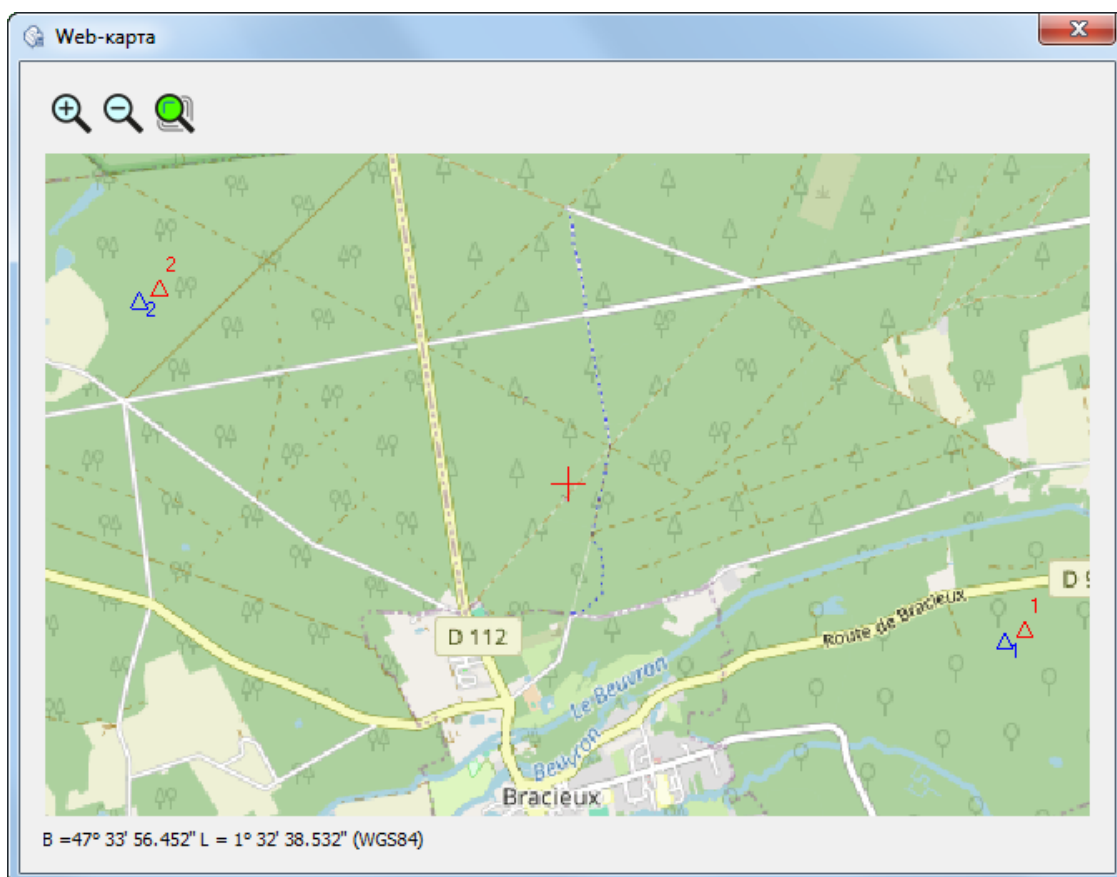 Web-карта
2
2
D 112
D 9
1
1
Route de Bracieux
Le Beuvron
Beuvron
Bracieux
B =47° 33' 56.452" L = 1° 32' 38.532" (WGS84)